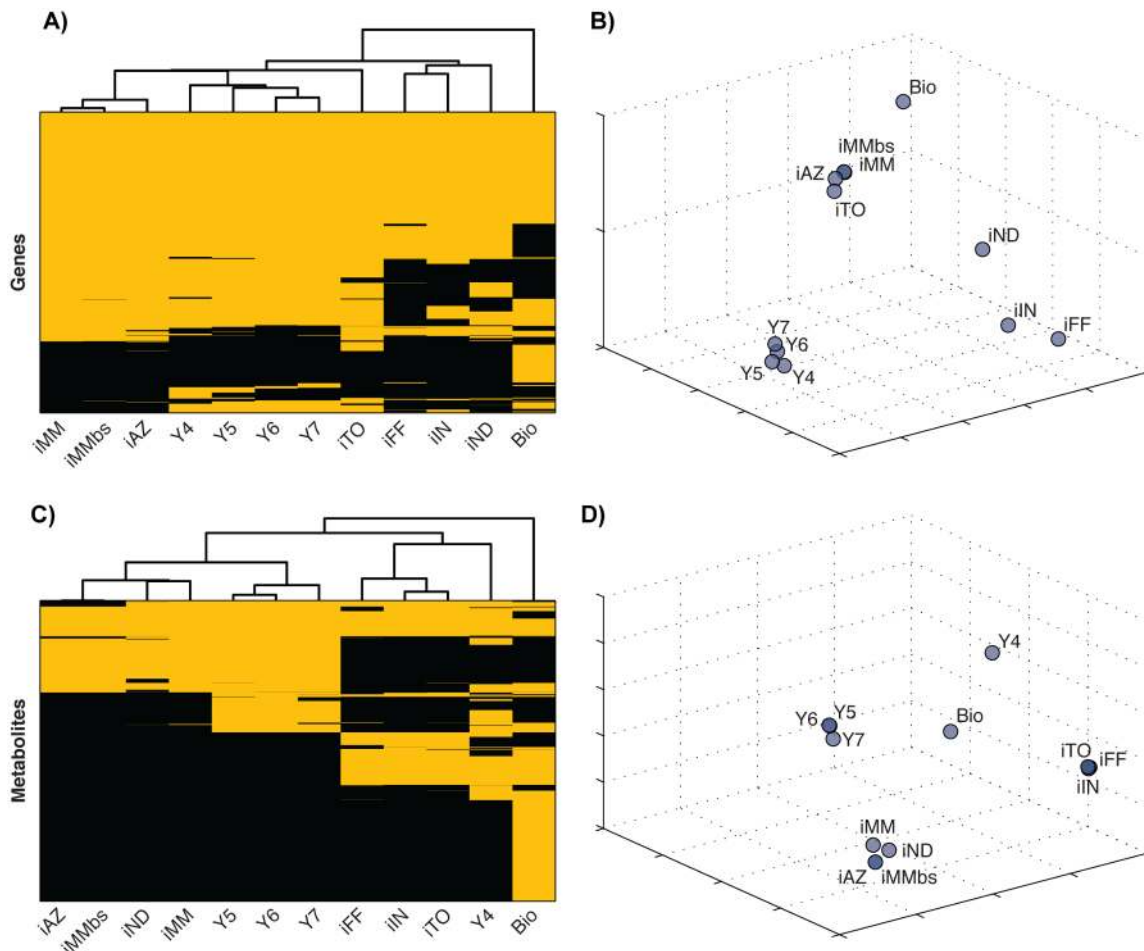 A)
Genes
iMM
iMMbs
iAZ
Y4
Y5
Y6
Y7
iTO
iFF
iIN
iND
Bio
B)
Bio
iMMbs
iMM
iAZ
iTO
iND
iIN
iFF
Y7
Y6
Y5
Y4
C)
Metabolites
iAZ
iMMbs
iND
iMM
Y5
Y6
Y7
iFF
iIN
iTO
Y4
Bio
D)
Y4
Y6
Y5
Y7
Bio
iTO
iFF
iIN
iMM
iND
iAZ
iMMbs